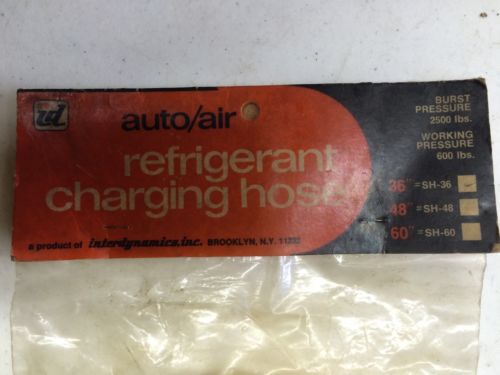 id
auto/air
refrigerant
charging hose
a product of interdynamics, inc. BROOKLYN, N.Y. 11232
BURST
PRESSURE
2500 lbs.
WORKING
PRESSURE
600 lbs.
36" = SH-36
48" = SH-48
60" = SH-60